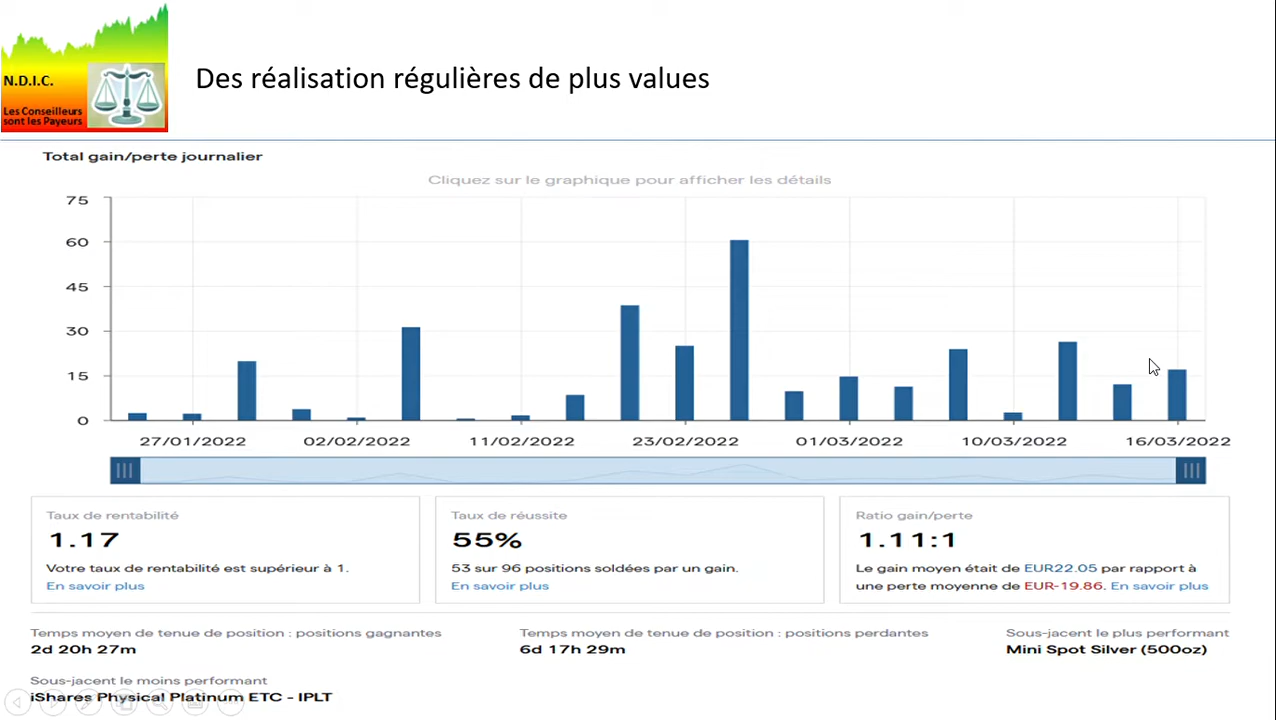 N.D.I.C.
Les Conseilleurs
sont les Payeurs
Des réalisation régulières de plus values
Total gain/perte journalier
Cliquez sur le graphique pour afficher les détails
75
60
45
30
15
0
27/01/2022 02/02/2022 11/02/2022 23/02/2022 01/03/2022 10/03/2022 16/03/2022
Taux de rentabilité
1.17
Votre taux de rentabilité est supérieur à 1.
En savoir plus
Taux de réussite
55%
53 sur 96 positions soldées par un gain.
En savoir plus
Ratio gain/perte
1.11:1
Le gain moyen était de EUR22.05 par rapport à
une perte moyenne de EUR-19.86. En savoir plus
Temps moyen de tenue de position : positions gagnantes
2d 20h 27m
Temps moyen de tenue de position : positions perdantes
6d 17h 29m
Sous-jacent le plus performant
Mini Spot Silver (500oz)
Sous-jacent le moins performant
iShares Physical Platinum ETC - IPLT